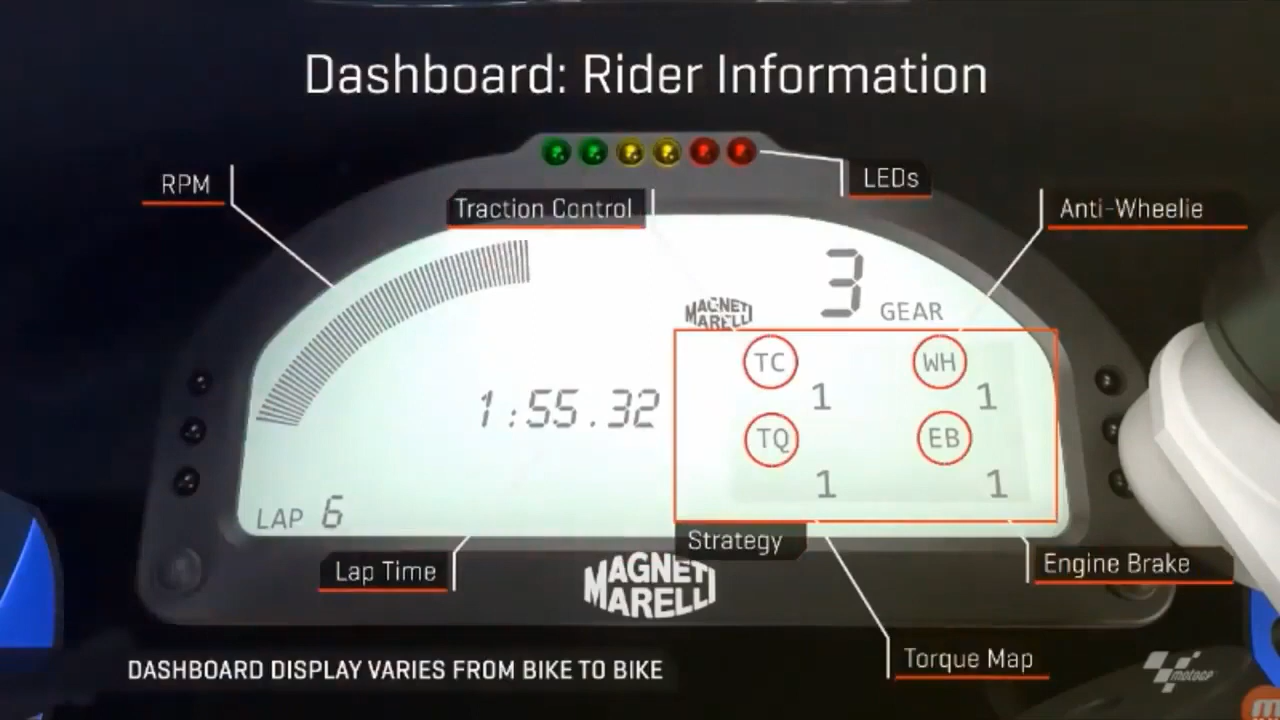 Dashboard: Rider Information
RPM
LEDs
Traction Control
Anti-Wheelie
3 GEAR
MAGNETI
MARELLI
TC
1
WH
1
1:55.32
TQ
1
EB
1
LAP 6
Strategy
Lap Time
Engine Brake
MAGNETI
MARELLI
Torque Map
DASHBOARD DISPLAY VARIES FROM BIKE TO BIKE
motoGP